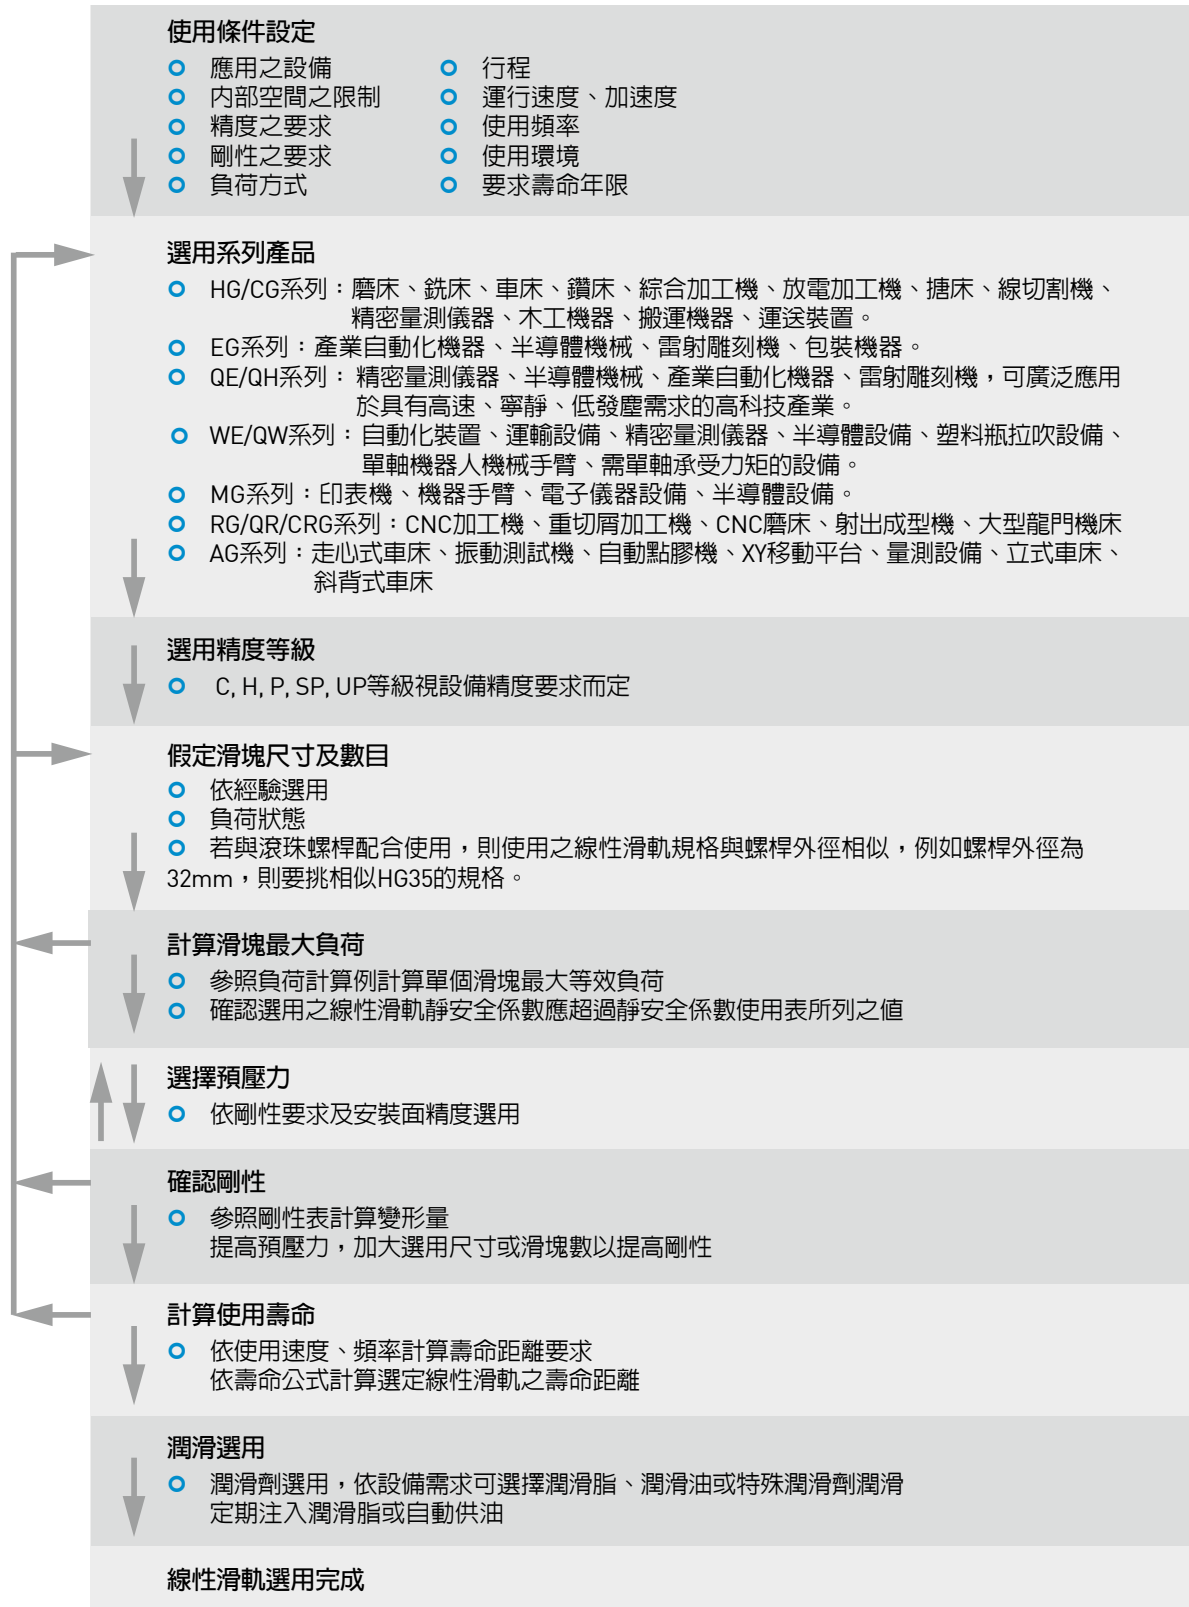 使用條件設定
應用之設備
內部空間之限制
精度之要求
剛性之要求
負荷方式
行程
運行速度、加速度
使用頻率
使用環境
要求壽命年限
選用系列產品
HG/CG系列：磨床、銑床、車床、鑽床、綜合加工機、放電加工機、搪床、線切割機、
精密量測儀器、木工機器、搬運機器、運送裝置。
EG系列：產業自動化機器、半導體機械、雷射雕刻機、包裝機器。
QE/QH系列： 精密量測儀器、半導體機械、產業自動化機器、雷射雕刻機，可廣泛應用
於具有高速、寧靜、低發塵需求的高科技產業。
WE/QW系列：自動化裝置、運輸設備、精密量測儀器、半導體設備、塑料瓶拉吹設備、
單軸機器人機械手臂、需單軸承受力矩的設備。
MG系列：印表機、機器手臂、電子儀器設備、半導體設備。
RG/QR/CRG系列：CNC加工機、重切屑加工機、CNC磨床、射出成型機、大型龍門機床
AG系列：走心式車床、振動測試機、自動點膠機、XY移動平台、量測設備、立式車床、
斜背式車床
選用精度等級
C, H, P, SP, UP等級視設備精度要求而定
假定滑塊尺寸及數目
依經驗選用
負荷狀態
若與滾珠螺桿配合使用，則使用之線性滑軌規格與螺桿外徑相似，例如螺桿外徑為
32mm，則要挑相似HG35的規格。
計算滑塊最大負荷
參照負荷計算例計算單個滑塊最大等效負荷
確認選用之線性滑軌靜安全係數應超過靜安全係數使用表所列之值
選擇預壓力
依剛性要求及安裝面精度選用
確認剛性
參照剛性表計算變形量
提高預壓力，加大選用尺寸或滑塊數以提高剛性
計算使用壽命
依使用速度、頻率計算壽命距離要求
依壽命公式計算選定線性滑軌之壽命距離
潤滑選用
潤滑劑選用，依設備需求可選擇潤滑脂、潤滑油或特殊潤滑劑潤滑
定期注入潤滑脂或自動供油
線性滑軌選用完成